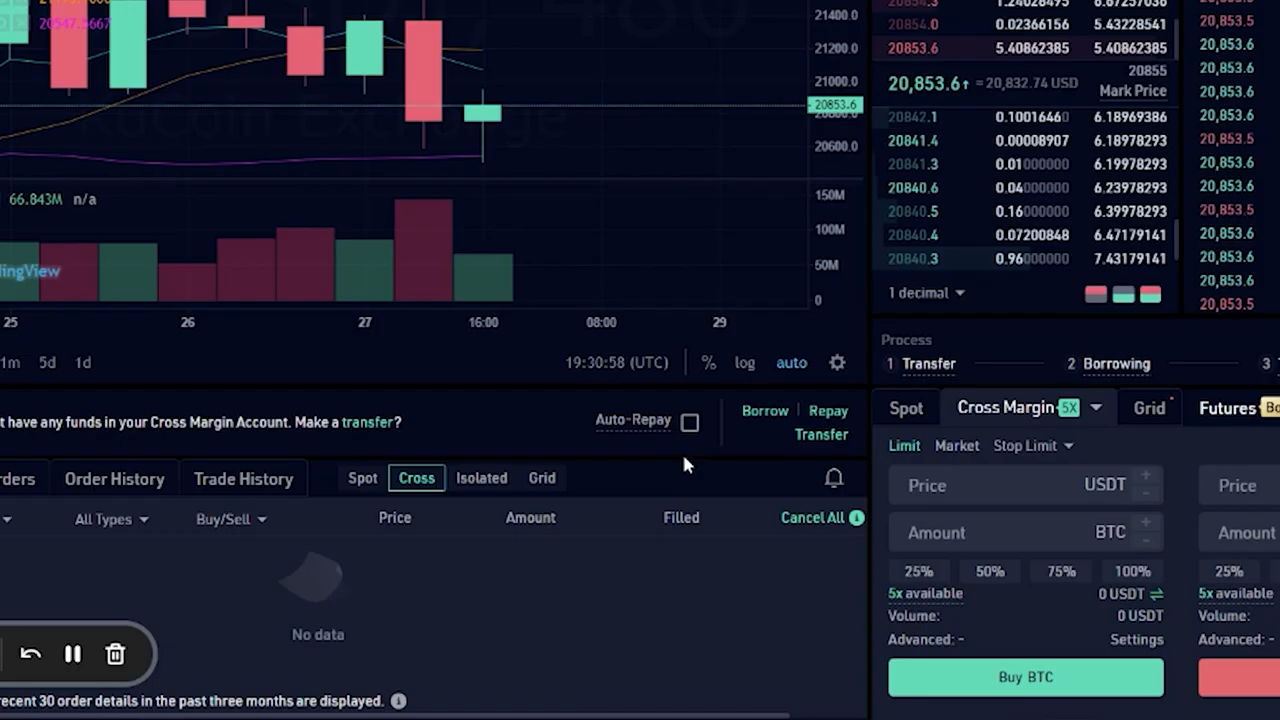 20547.5667
21400.0
21200.0
21000.0
20853.6
20600.0
KuCoin Exchange
66.843M n/a
150M
100M
50M
0
ingView
25 26 27 16:00 08:00 29
1m 5d 1d
19:30:58 (UTC) % log auto
20854.0 0.02366156 5.43228541
20853.6 5.40862385 5.40862385
20,853.6↑ =20,832.74 USD
20855
Mark Price
20842.1 0.10016460 6.18969386
20841.4 0.00008907 6.18978293
20841.3 0.01000000 6.19978293
20840.6 0.04000000 6.23978293
20840.5 0.16000000 6.39978293
20840.4 0.07200848 6.47179141
20840.3 0.96000000 7.43179141
1 decimal
20,853.5
20,853.6
20,853.6
20,853.6
20,853.6
20,853.5
20,853.6
20,853.6
20,853.5
20,853.6
20,853.6
20,853.6
20,853.5
Process
1 Transfer 2 Borrowing 3
t have any funds in your Cross Margin Account. Make a transfer?
Auto-Repay
Borrow | Repay
Transfer
rders Order History Trade History Spot Cross Isolated Grid
All Types Buy/Sell Price Amount Filled Cancel All
No data
recent 30 order details in the past three months are displayed.
Spot Cross Margin 5X Grid Futures Bo
Limit Market Stop Limit
Price USDT Price
Amount BTC Amount
25% 50% 75% 100% 25%
5x available 0 USDT 5x available
Volume: 0 USDT Volume:
Advanced: - Settings Advanced: -
Buy BTC